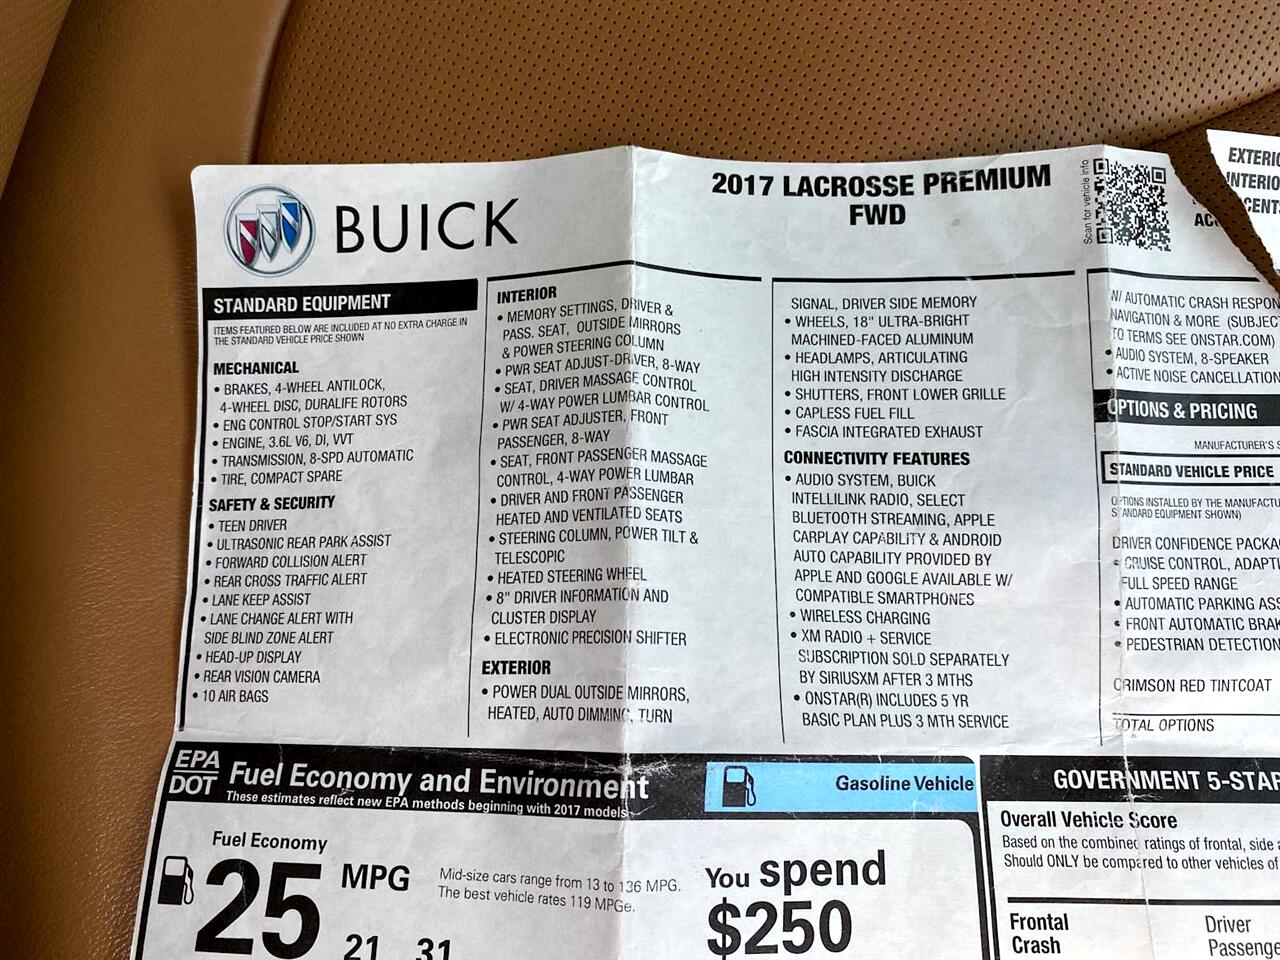 BUICK
2017 LACROSSE PREMIUM
FWD
Scan for vehicle info
EXTERIO
INTERIO
CENT
AC
STANDARD EQUIPMENT
ITEMS FEATURED BELOW ARE INCLUDED AT NO EXTRA CHARGE IN
THE STANDARD VEHICLE PRICE SHOWN
MECHANICAL
• BRAKES, 4-WHEEL ANTILOCK,
4-WHEEL DISC, DURALIFE ROTORS
• ENG CONTROL STOP/START SYS
• ENGINE, 3.6L V6, DI, VVT
• TRANSMISSION, 8-SPD AUTOMATIC
• TIRE, COMPACT SPARE
SAFETY & SECURITY
• TEEN DRIVER
• ULTRASONIC REAR PARK ASSIST
• FORWARD COLLISION ALERT
• REAR CROSS TRAFFIC ALERT
• LANE KEEP ASSIST
• LANE CHANGE ALERT WITH
SIDE BLIND ZONE ALERT
• HEAD-UP DISPLAY
• REAR VISION CAMERA
• 10 AIR BAGS
INTERIOR
• MEMORY SETTINGS, DRIVER &
PASS. SEAT, OUTSIDE MIRRORS
& POWER STEERING COLUMN
• PWR SEAT ADJUST-DRIVER, 8-WAY
• SEAT, DRIVER MASSAGE CONTROL
W/ 4-WAY POWER LUMBAR CONTROL
• PWR SEAT ADJUSTER, FRONT
PASSENGER, 8-WAY
• SEAT, FRONT PASSENGER MASSAGE
CONTROL, 4-WAY POWER LUMBAR
• DRIVER AND FRONT PASSENGER
HEATED AND VENTILATED SEATS
• STEERING COLUMN, POWER TILT &
TELESCOPIC
• HEATED STEERING WHEEL
• 8" DRIVER INFORMATION AND
CLUSTER DISPLAY
• ELECTRONIC PRECISION SHIFTER
EXTERIOR
• POWER DUAL OUTSIDE MIRRORS,
HEATED, AUTO DIMMING, TURN
SIGNAL, DRIVER SIDE MEMORY
• WHEELS, 18" ULTRA-BRIGHT
MACHINED-FACED ALUMINUM
• HEADLAMPS, ARTICULATING
HIGH INTENSITY DISCHARGE
• SHUTTERS, FRONT LOWER GRILLE
• CAPLESS FUEL FILL
• FASCIA INTEGRATED EXHAUST
CONNECTIVITY FEATURES
• AUDIO SYSTEM, BUICK
INTELLILINK RADIO, SELECT
BLUETOOTH STREAMING, APPLE
CARPLAY CAPABILITY & ANDROID
AUTO CAPABILITY PROVIDED BY
APPLE AND GOOGLE AVAILABLE W/
COMPATIBLE SMARTPHONES
• WIRELESS CHARGING
• XM RADIO + SERVICE
SUBSCRIPTION SOLD SEPARATELY
BY SIRIUSXM AFTER 3 MTHS
• ONSTAR(R) INCLUDES 5 YR
BASIC PLAN PLUS 3 MTH SERVICE
W/ AUTOMATIC CRASH RESPON
NAVIGATION & MORE (SUBJECT
TO TERMS SEE ONSTAR.COM)
• AUDIO SYSTEM, 8-SPEAKER
• ACTIVE NOISE CANCELLATION
OPTIONS & PRICING
MANUFACTURER'S S
STANDARD VEHICLE PRICE
OPTIONS INSTALLED BY THE MANUFACTU
STANDARD EQUIPMENT SHOWN)
DRIVER CONFIDENCE PACKA
• CRUISE CONTROL, ADAPTI
FULL SPEED RANGE
• AUTOMATIC PARKING ASS
• FRONT AUTOMATIC BRAK
• PEDESTRIAN DETECTION
CRIMSON RED TINTCOAT
TOTAL OPTIONS
EPA
DOT
Fuel Economy and Environment
These estimates reflect new EPA methods beginning with 2017 models.
Gasoline Vehicle
Fuel Economy
25 MPG
21 31
Mid-size cars range from 13 to 136 MPG.
The best vehicle rates 119 MPGe.
You spend
$250
GOVERNMENT 5-STAR
Overall Vehicle Score
Based on the combined ratings of frontal, side a
Should ONLY be compared to other vehicles of
Frontal
Crash
Driver
Passenge